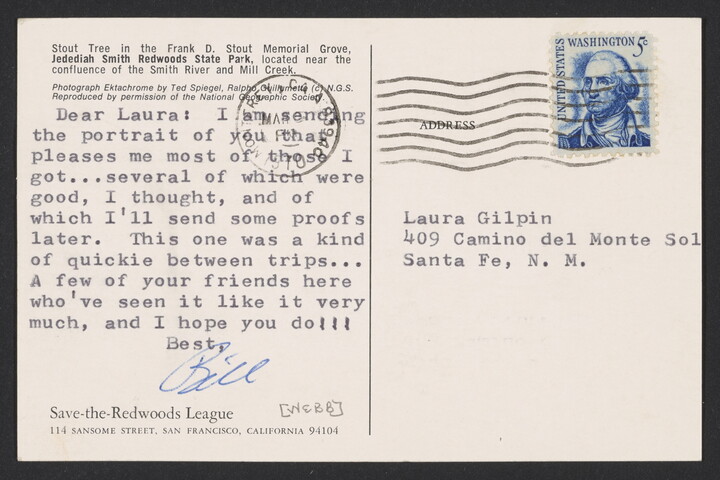 Stout Tree in the Frank D. Stout Memorial Grove,
Jedediah Smith Redwoods State Park, located near the
confluence of the Smith River and Mill Creek.
Photograph Ektachrome by Ted Spiegel, Ralph Gillumette (c) N.G.S.
Reproduced by permission of the National Geographic Society
Dear Laura: I am sending
the portrait of you that
pleases me most of those I
got...several of which were
good, I thought, and of
which I'll send some proofs
later. This one was a kind
of quickie between trips...
A few of your friends here
who've seen it like it very
much, and I hope you do!!!
Best,
Bill
[WEBB]
Save-the-Redwoods League
114 SANSOME STREET, SAN FRANCISCO, CALIFORNIA 94104
MAR
PM
1970
UNITED STATES
WASHINGTON 5c
ADDRESS
Laura Gilpin
409 Camino del Monte Sol
Santa Fe, N. M.